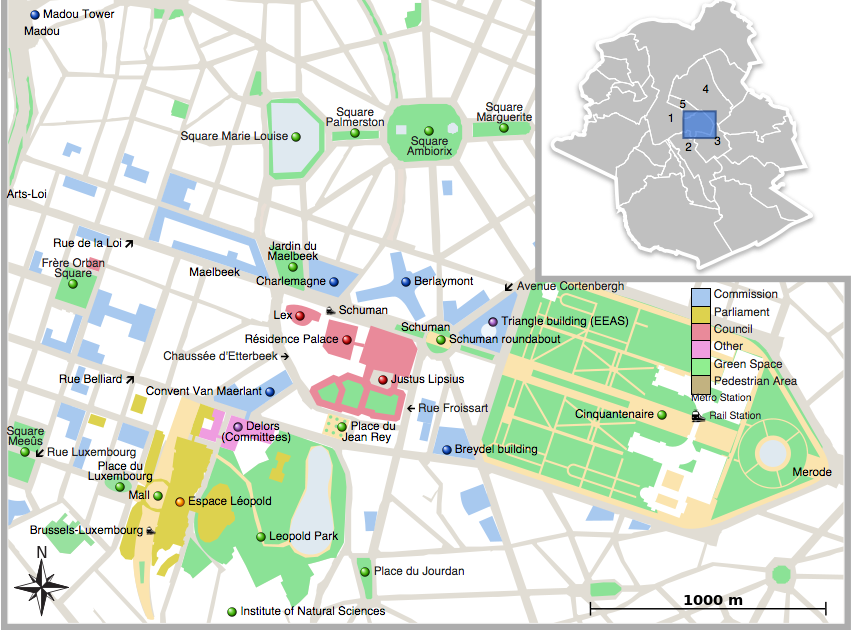 Madou Tower
Madou
Square
Palmerston
Square
Marguerite
Square Marie Louise
Square
Ambiorix
4
5
1
3
2
Arts-Loi
Rue de la Loi
Jardin du
Maelbeek
Frère Orban
Square
Maelbeek
Charlemagne
Berlaymont
Avenue Cortenbergh
Commission
Parliament
Council
Other
Green Space
Pedestrian Area
Metro Station
Rail Station
Lex
Schuman
Triangle building (EEAS)
Schuman
Résidence Palace
Schuman roundabout
Chaussée d'Etterbeek
Rue Belliard
Convent Van Maerlant
Justus Lipsius
Rue Froissart
Cinquantenaire
Square
Meeûs
Delors
(Committees)
Place du
Jean Rey
Rue Luxembourg
Breydel building
Place du
Luxembourg
Merode
Mall
Espace Léopold
Brussels-Luxembourg
Leopold Park
N
Place du Jourdan
Institute of Natural Sciences
1000 m